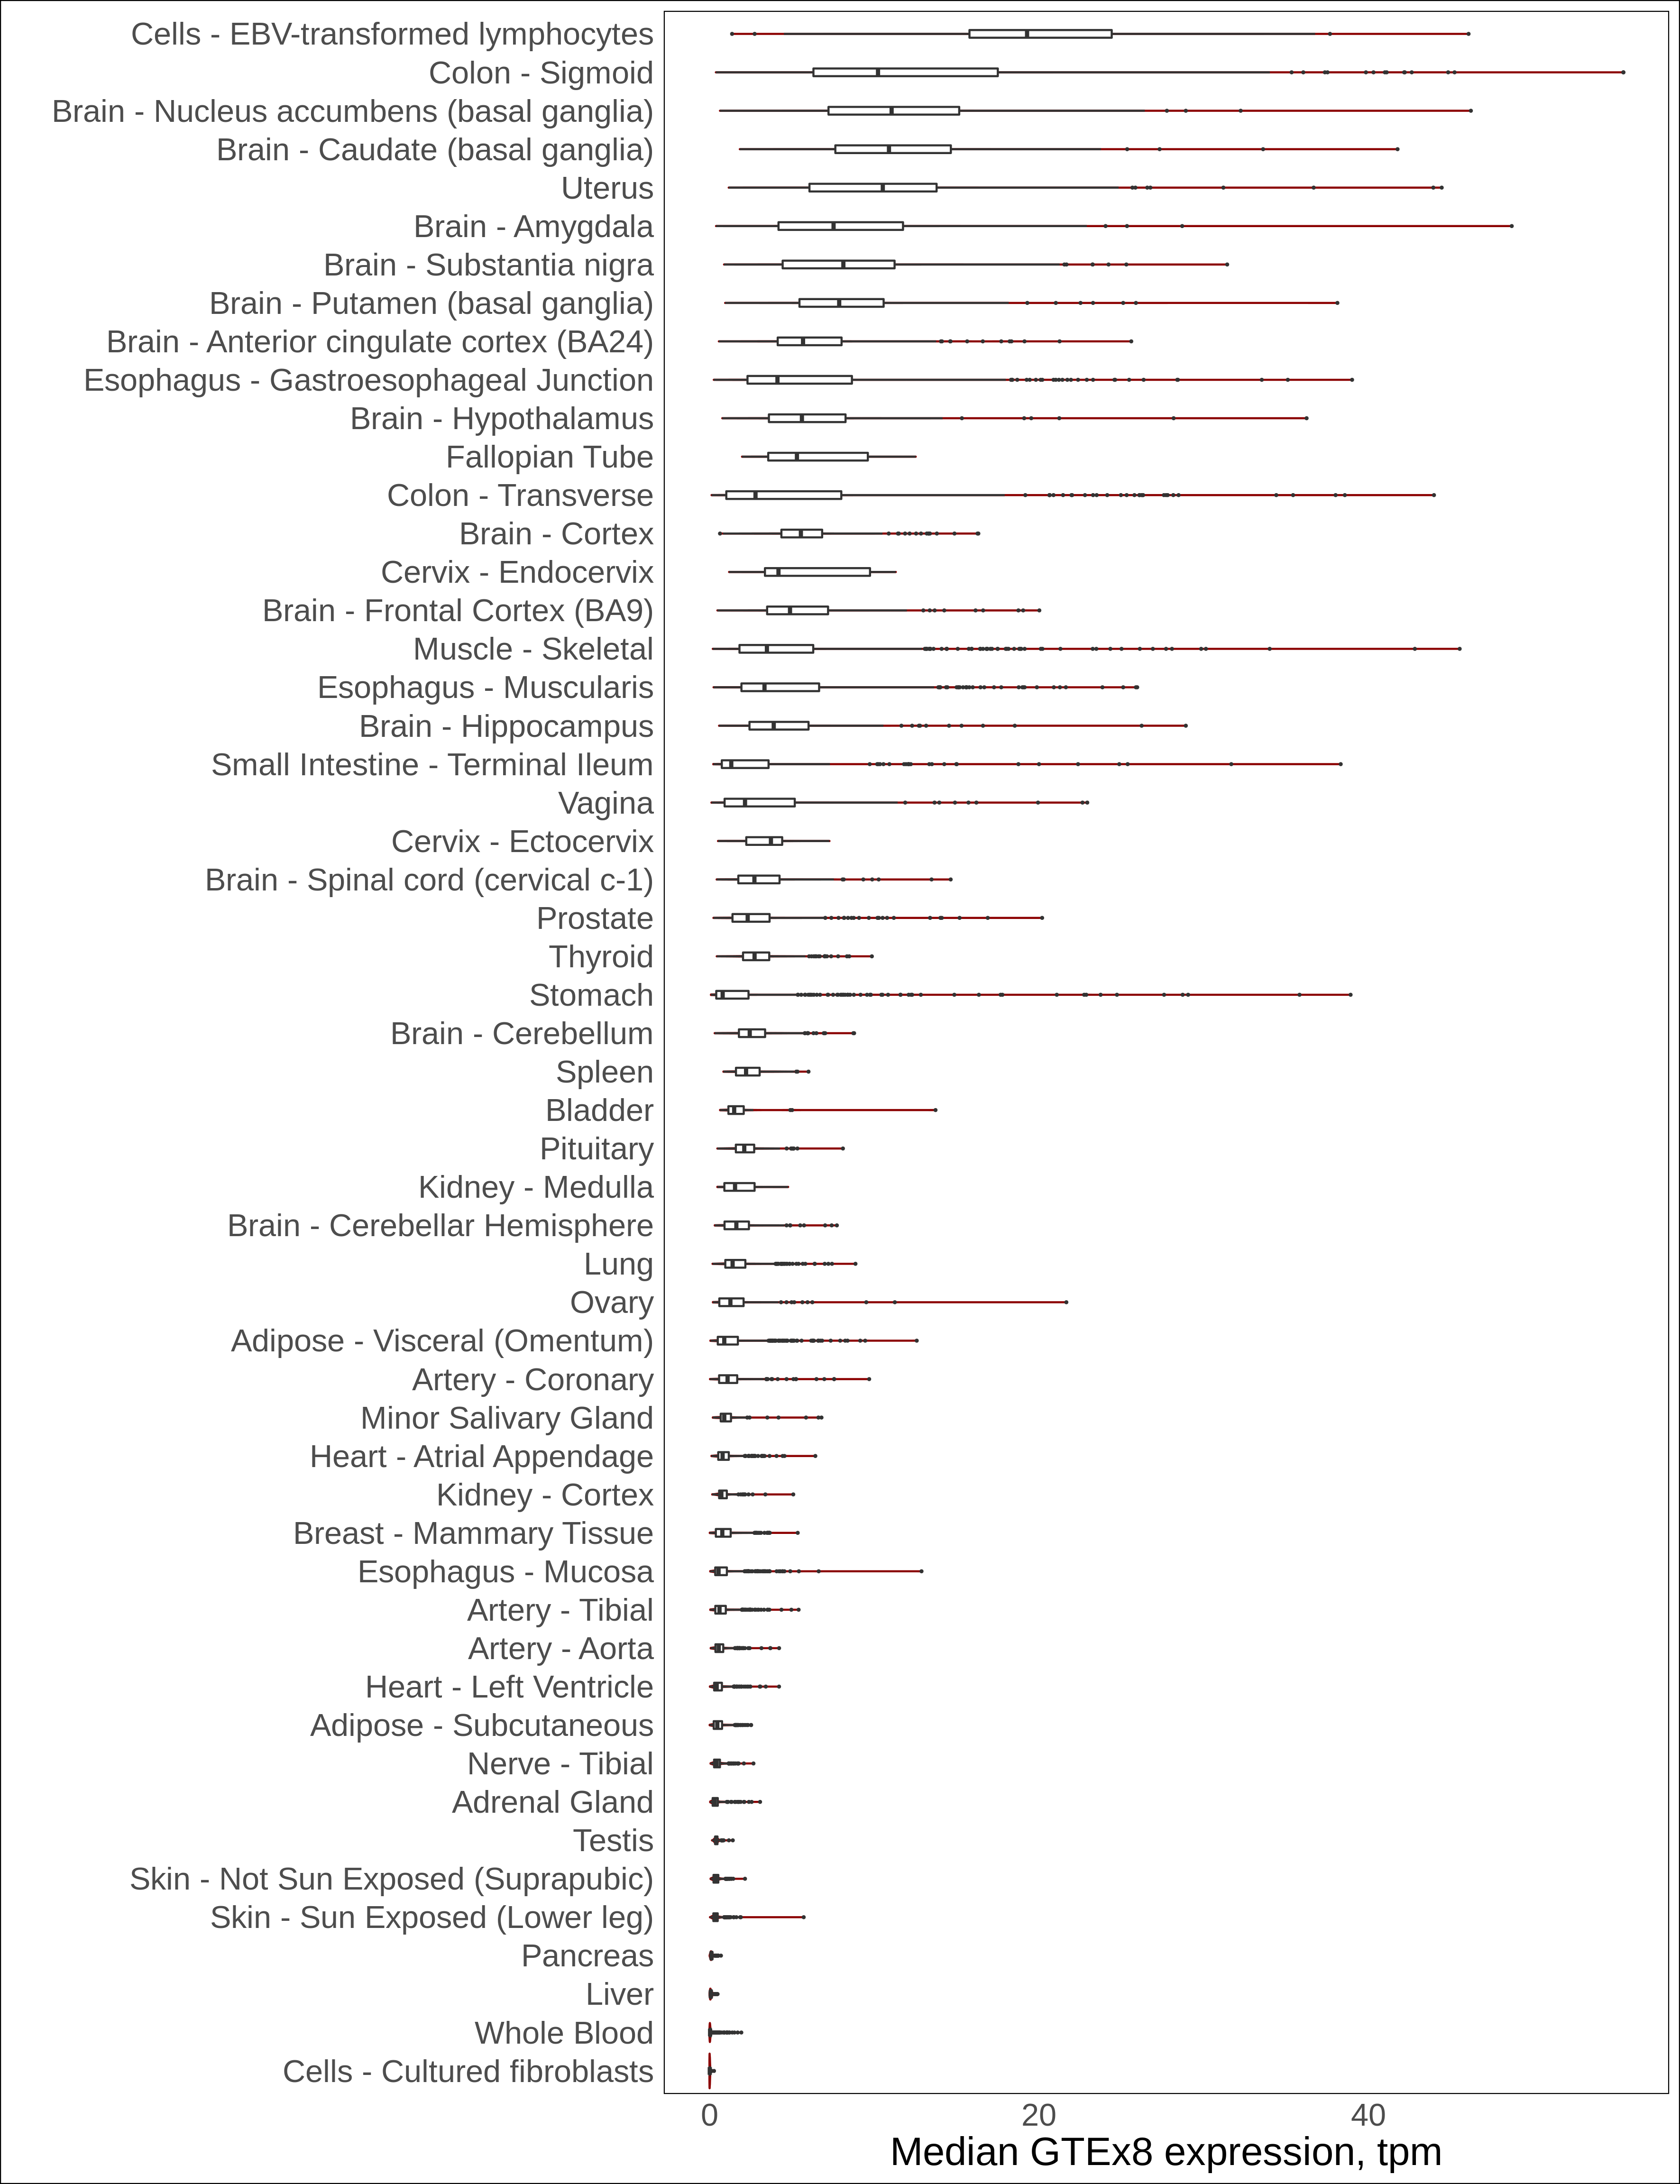 Cells - EBV-transformed lymphocytes
Colon - Sigmoid
Brain - Nucleus accumbens (basal ganglia)
Brain - Caudate (basal ganglia)
Uterus
Brain - Amygdala
Brain - Substantia nigra
Brain - Putamen (basal ganglia)
Brain - Anterior cingulate cortex (BA24)
Esophagus - Gastroesophageal Junction
Brain - Hypothalamus
Fallopian Tube
Colon - Transverse
Brain - Cortex
Cervix - Endocervix
Brain - Frontal Cortex (BA9)
Muscle - Skeletal
Esophagus - Muscularis
Brain - Hippocampus
Small Intestine - Terminal Ileum
Vagina
Cervix - Ectocervix
Brain - Spinal cord (cervical c-1)
Prostate
Thyroid
Stomach
Brain - Cerebellum
Spleen
Bladder
Pituitary
Kidney - Medulla
Brain - Cerebellar Hemisphere
Lung
Ovary
Adipose - Visceral (Omentum)
Artery - Coronary
Minor Salivary Gland
Heart - Atrial Appendage
Kidney - Cortex
Breast - Mammary Tissue
Esophagus - Mucosa
Artery - Tibial
Artery - Aorta
Heart - Left Ventricle
Adipose - Subcutaneous
Nerve - Tibial
Adrenal Gland
Testis
Skin - Not Sun Exposed (Suprapubic)
Skin - Sun Exposed (Lower leg)
Pancreas
Liver
Whole Blood
Cells - Cultured fibroblasts
0 20 40
Median GTEx8 expression, tpm